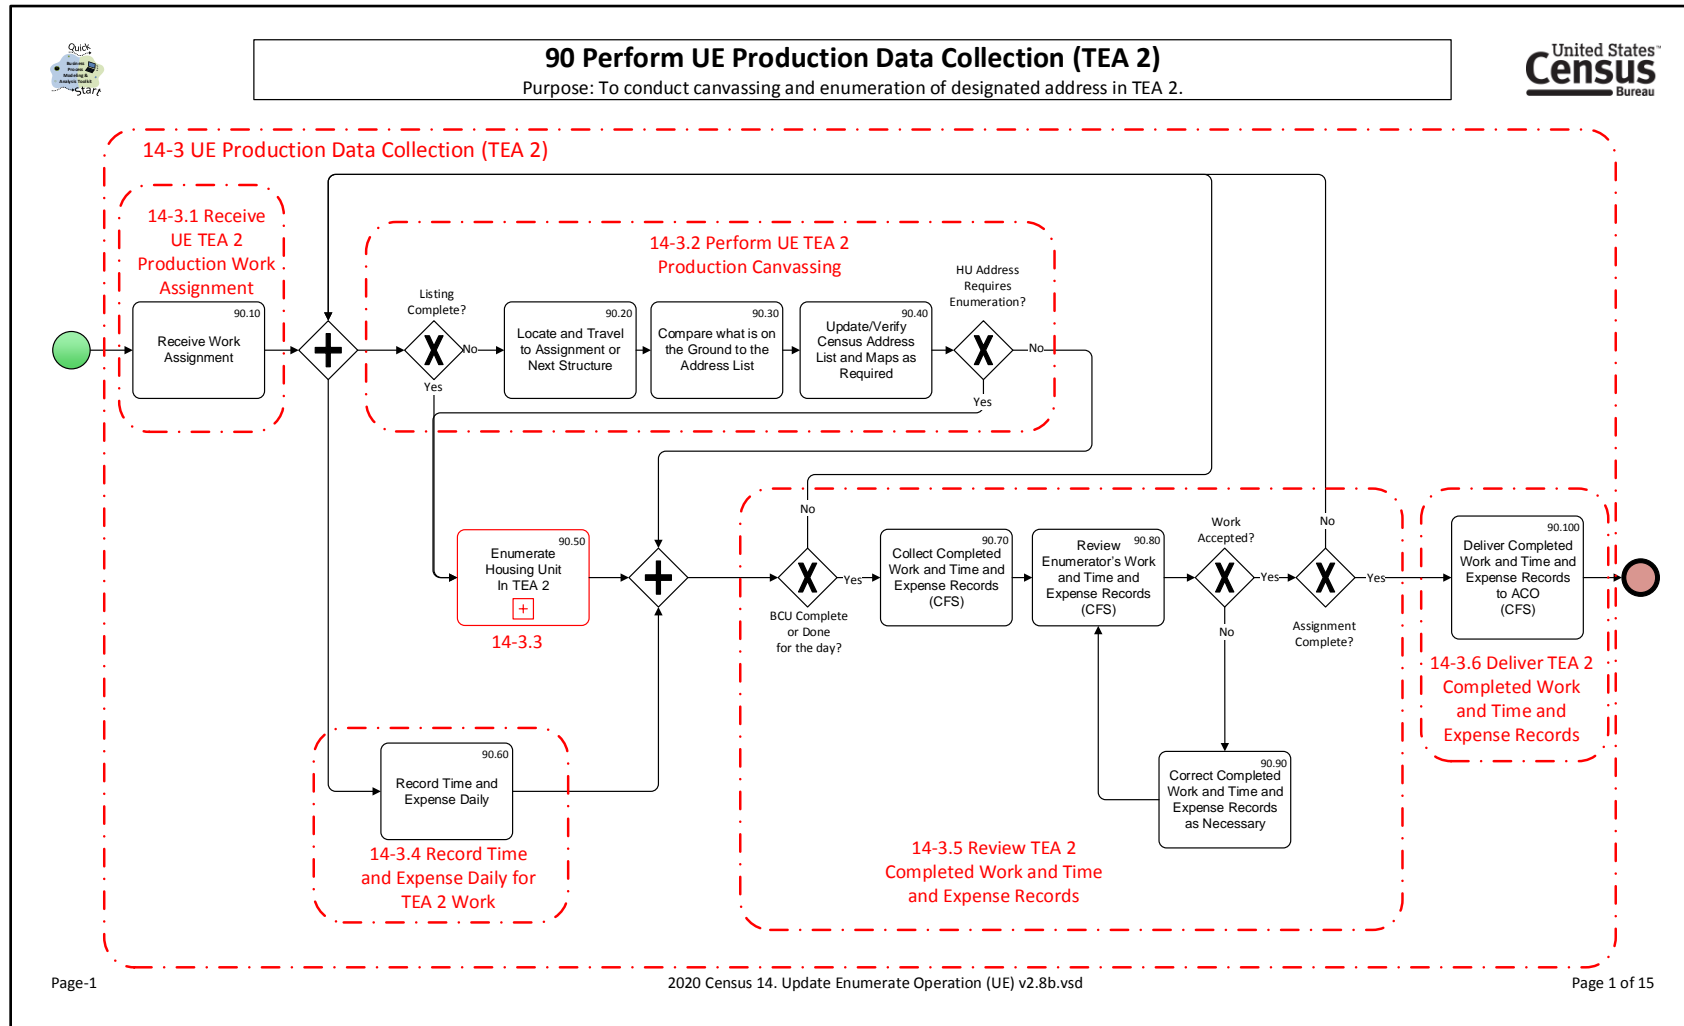 Quick
Business
Process
Modeling &
Analysis Toolkit
Start
90 Perform UE Production Data Collection (TEA 2)
Purpose: To conduct canvassing and enumeration of designated address in TEA 2.
United States™
Census
Bureau
14-3 UE Production Data Collection (TEA 2)
14-3.1 Receive
UE TEA 2
Production Work
Assignment
90.10
Receive Work
Assignment
14-3.2 Perform UE TEA 2
Production Canvassing
Listing
Complete?
No
Yes
90.20
Locate and Travel
to Assignment or
Next Structure
90.30
Compare what is on
the Ground to the
Address List
90.40
Update/Verify
Census Address
List and Maps as
Required
HU Address
Requires
Enumeration?
No
Yes
90.50
Enumerate
Housing Unit
In TEA 2
14-3.3
90.60
Record Time and
Expense Daily
14-3.4 Record Time
and Expense Daily for
TEA 2 Work
No
Yes
BCU Complete
or Done
for the day?
90.70
Collect Completed
Work and Time and
Expense Records
(CFS)
90.80
Review
Enumerator's Work
and Time and
Expense Records
(CFS)
Work
Accepted?
Yes
No
90.90
Correct Completed
Work and Time and
Expense Records
as Necessary
No
Yes
Assignment
Complete?
14-3.5 Review TEA 2
Completed Work and Time
and Expense Records
90.100
Deliver Completed
Work and Time and
Expense Records
to ACO
(CFS)
14-3.6 Deliver TEA 2
Completed Work
and Time and
Expense Records
Page-1
2020 Census 14. Update Enumerate Operation (UE) v2.8b.vsd
Page 1 of 15